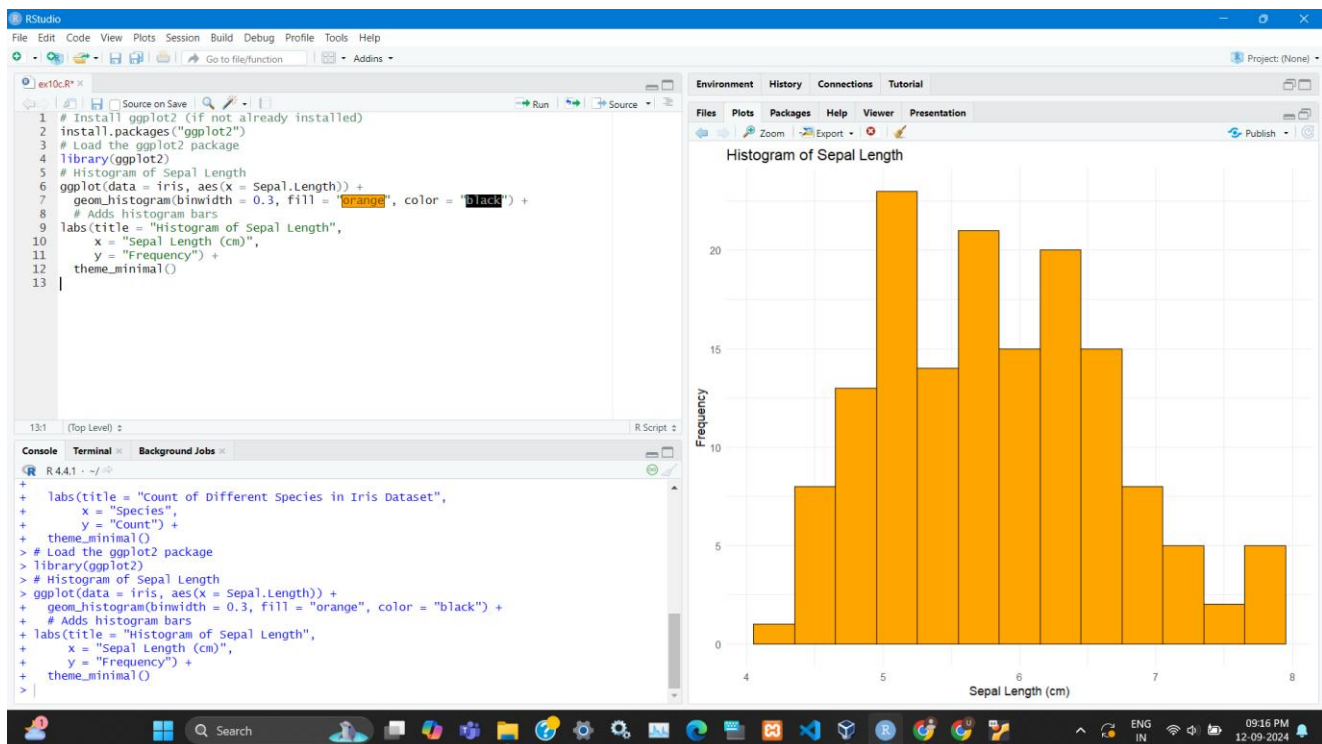 RStudio
File Edit Code View Plots Session Build Debug Profile Tools Help
Go to file/function Addins
Project: (None)
ex10c.R*
Source on Save Run Source
1 # Install ggplot2 (if not already installed)
2 install.packages("ggplot2")
3 # Load the ggplot2 package
4 library(ggplot2)
5 # Histogram of Sepal Length
6 ggplot(data = iris, aes(x = Sepal.Length)) +
7 geom_histogram(binwidth = 0.3, fill = "orange", color = "black") +
8 # Adds histogram bars
9 labs(title = "Histogram of Sepal Length",
10 x = "Sepal Length (cm)",
11 y = "Frequency") +
12 theme_minimal()
13
13:1 (Top Level) R Script
Console Terminal Background Jobs
R 4.4.1 · ~/
+
+ labs(title = "Count of Different Species in Iris Dataset",
+ x = "Species",
+ y = "Count") +
+ theme_minimal()
> # Load the ggplot2 package
> library(ggplot2)
> # Histogram of Sepal Length
> ggplot(data = iris, aes(x = Sepal.Length)) +
+ geom_histogram(binwidth = 0.3, fill = "orange", color = "black") +
+ # Adds histogram bars
+ labs(title = "Histogram of Sepal Length",
+ x = "Sepal Length (cm)",
+ y = "Frequency") +
+ theme_minimal()
>
Environment History Connections Tutorial
Files Plots Packages Help Viewer Presentation
Zoom Export Publish
Histogram of Sepal Length
Frequency
20
15
10
5
0
4 5 6 7 8
Sepal Length (cm)
Search
ENG
IN
09:16 PM
12-09-2024